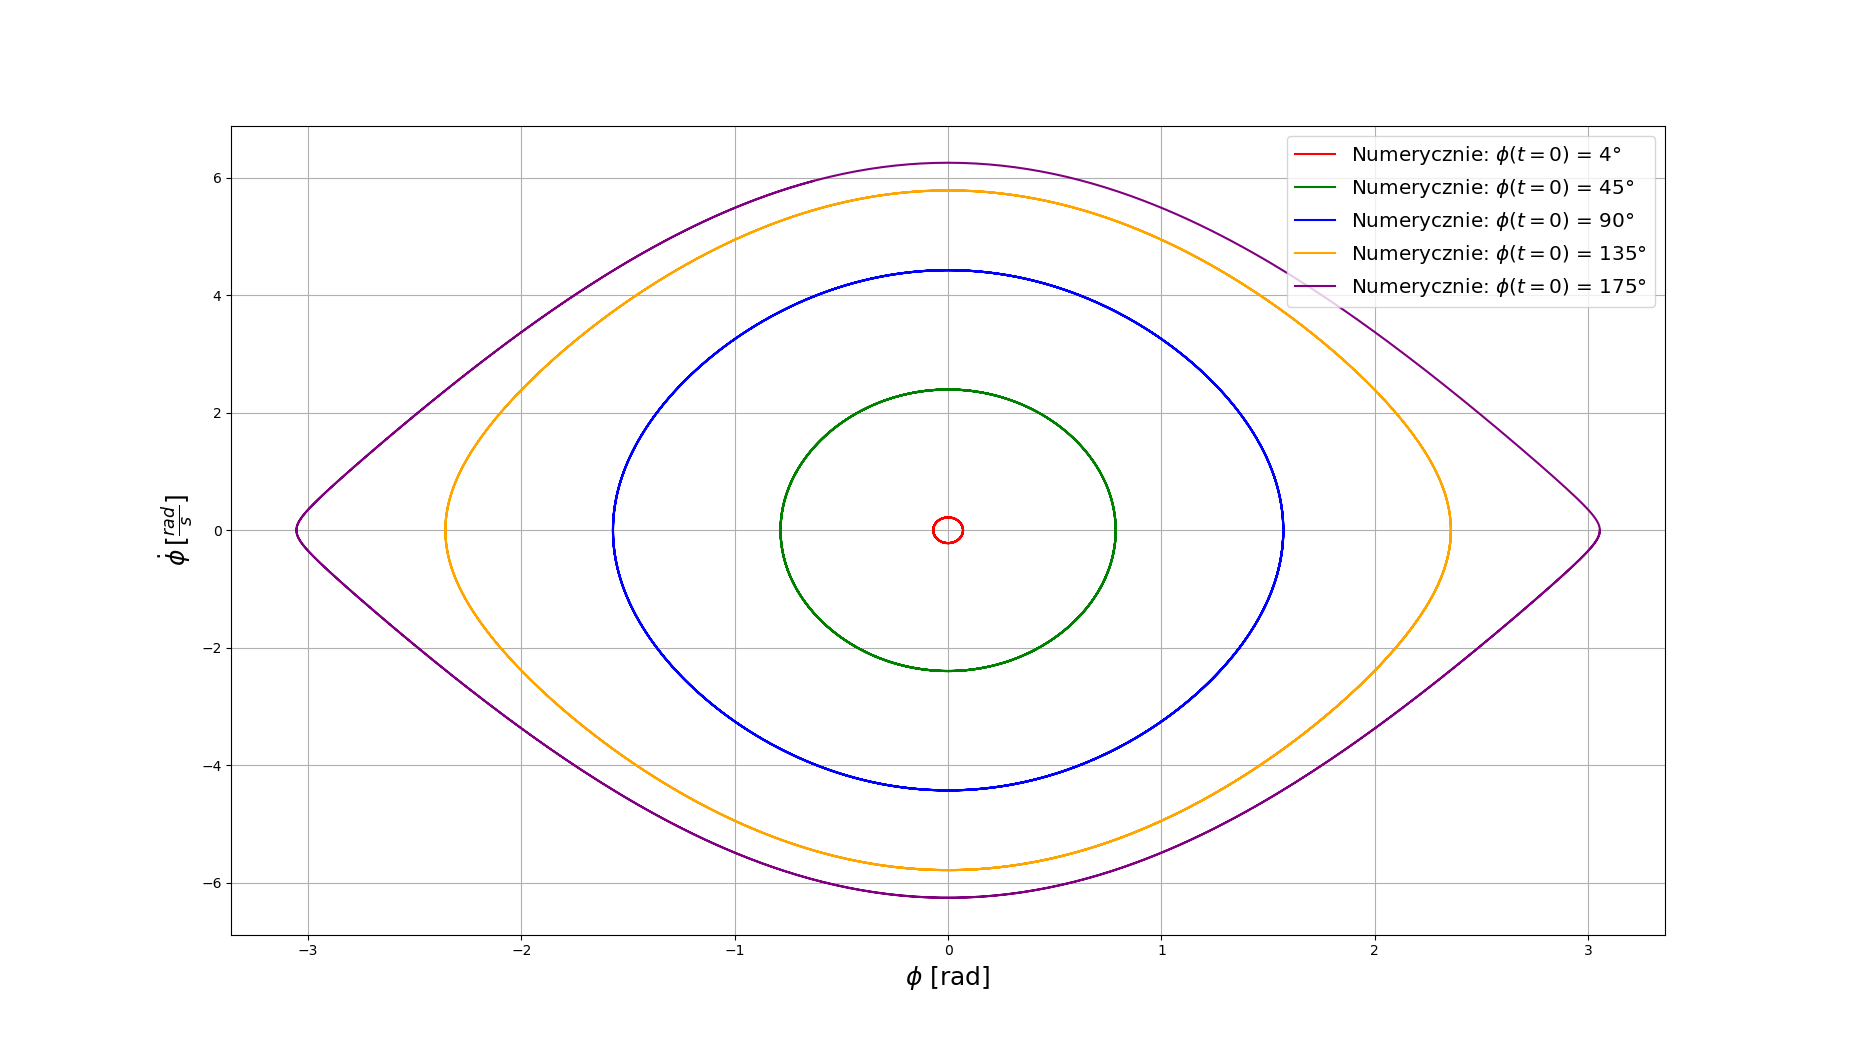 Numerycznie: ϕ(t = 0) = 4°
Numerycznie: ϕ(t = 0) = 45°
Numerycznie: ϕ(t = 0) = 90°
Numerycznie: ϕ(t = 0) = 135°
Numerycznie: ϕ(t = 0) = 175°
6
4
2
0
−2
−4
−6
ϕ̇ [rad/s]
−3 −2 −1 0 1 2 3
ϕ [rad]